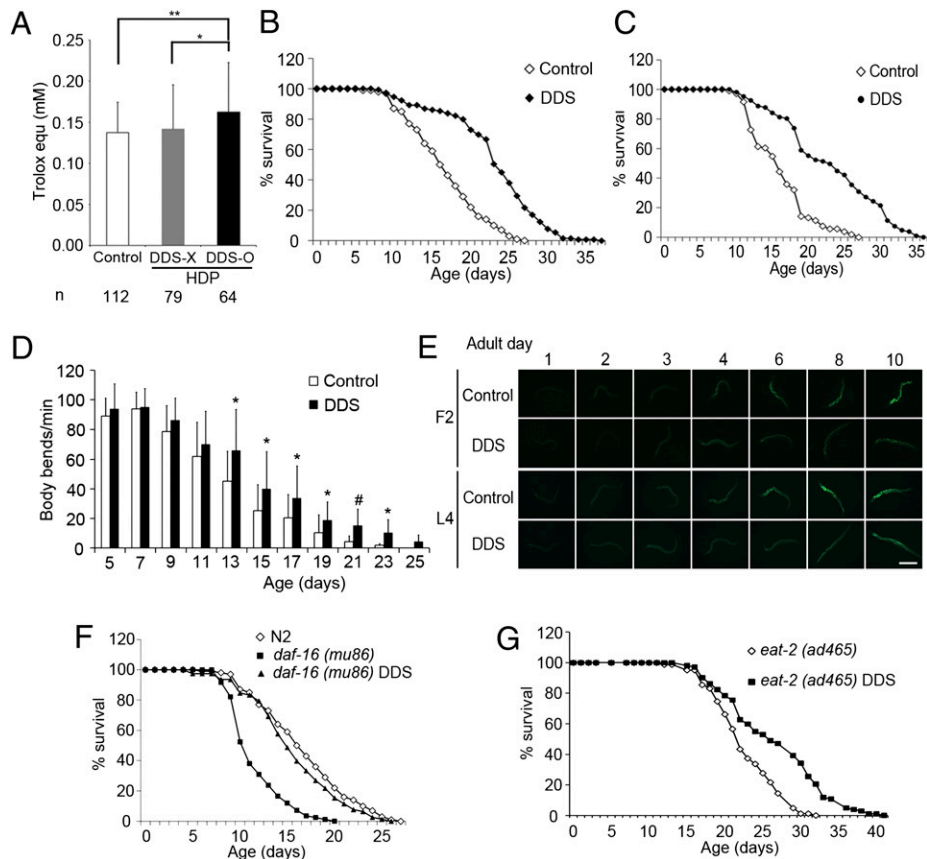 A
**
*
0.25
0.20
0.15
0.10
0.05
0.00
Trolox equ (mM)
Control DDS-X DDS-O
HDP
n 112 79 64
B
120
100
80
60
40
20
0
% survival
Control
DDS
0 5 10 15 20 25 30 35
Age (days)
C
120
100
80
60
40
20
0
% survival
Control
DDS
0 5 10 15 20 25 30 35
Age (days)
D
120
100
80
60
40
20
0
Body bends/min
Control
DDS
* * * * # *
5 7 9 11 13 15 17 19 21 23 25
Age (days)
E
Adult day
1 2 3 4 6 8 10
F2
Control
DDS
L4
Control
DDS
F
120
100
80
60
40
20
0
% survival
N2
daf-16 (mu86)
daf-16 (mu86) DDS
0 5 10 15 20 25
Age (days)
G
120
100
80
60
40
20
0
% survival
eat-2 (ad465)
eat-2 (ad465) DDS
0 5 10 15 20 25 30 35 40
Age (days)